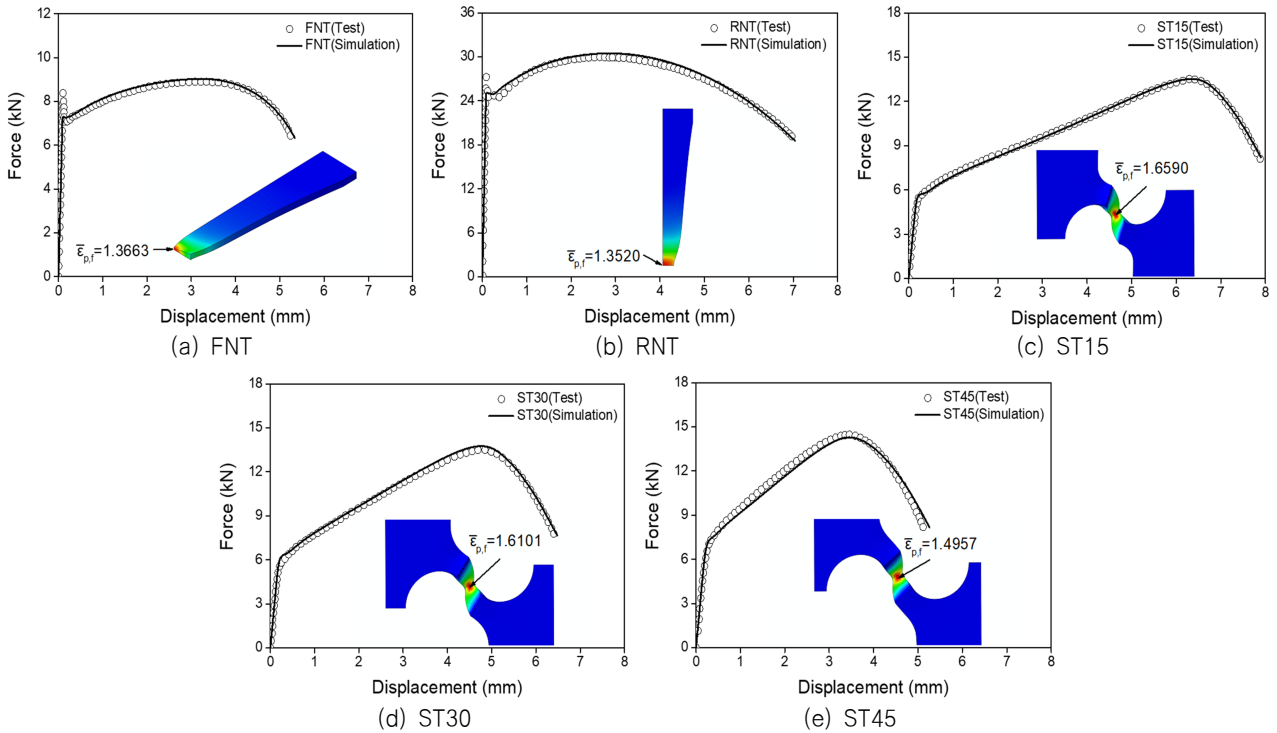 FNT(Test)
FNT(Simulation)
12
10
8
6
4
2
0
Force (kN)
ε̅p,f=1.3663
0 1 2 3 4 5 6 7
Displacement (mm)
(a) FNT
RNT(Test)
RNT(Simulation)
36
30
24
18
12
6
0
Force (kN)
ε̅p,f=1.3520
0 1 2 3 4 5 6 7
Displacement (mm)
(b) RNT
ST15(Test)
ST15(Simulation)
18
15
12
9
6
3
0
Force (kN)
ε̅p,f=1.6590
0 1 2 3 4 5 6 7 8
Displacement (mm)
(c) ST15
ST30(Test)
ST30(Simulation)
18
15
12
9
6
3
0
Force (kN)
ε̅p,f=1.6101
0 1 2 3 4 5 6 7 8
Displacement (mm)
(d) ST30
ST45(Test)
ST45(Simulation)
18
15
12
9
6
3
0
Force (kN)
ε̅p,f=1.4957
0 1 2 3 4 5 6 7 8
Displacement (mm)
(e) ST45